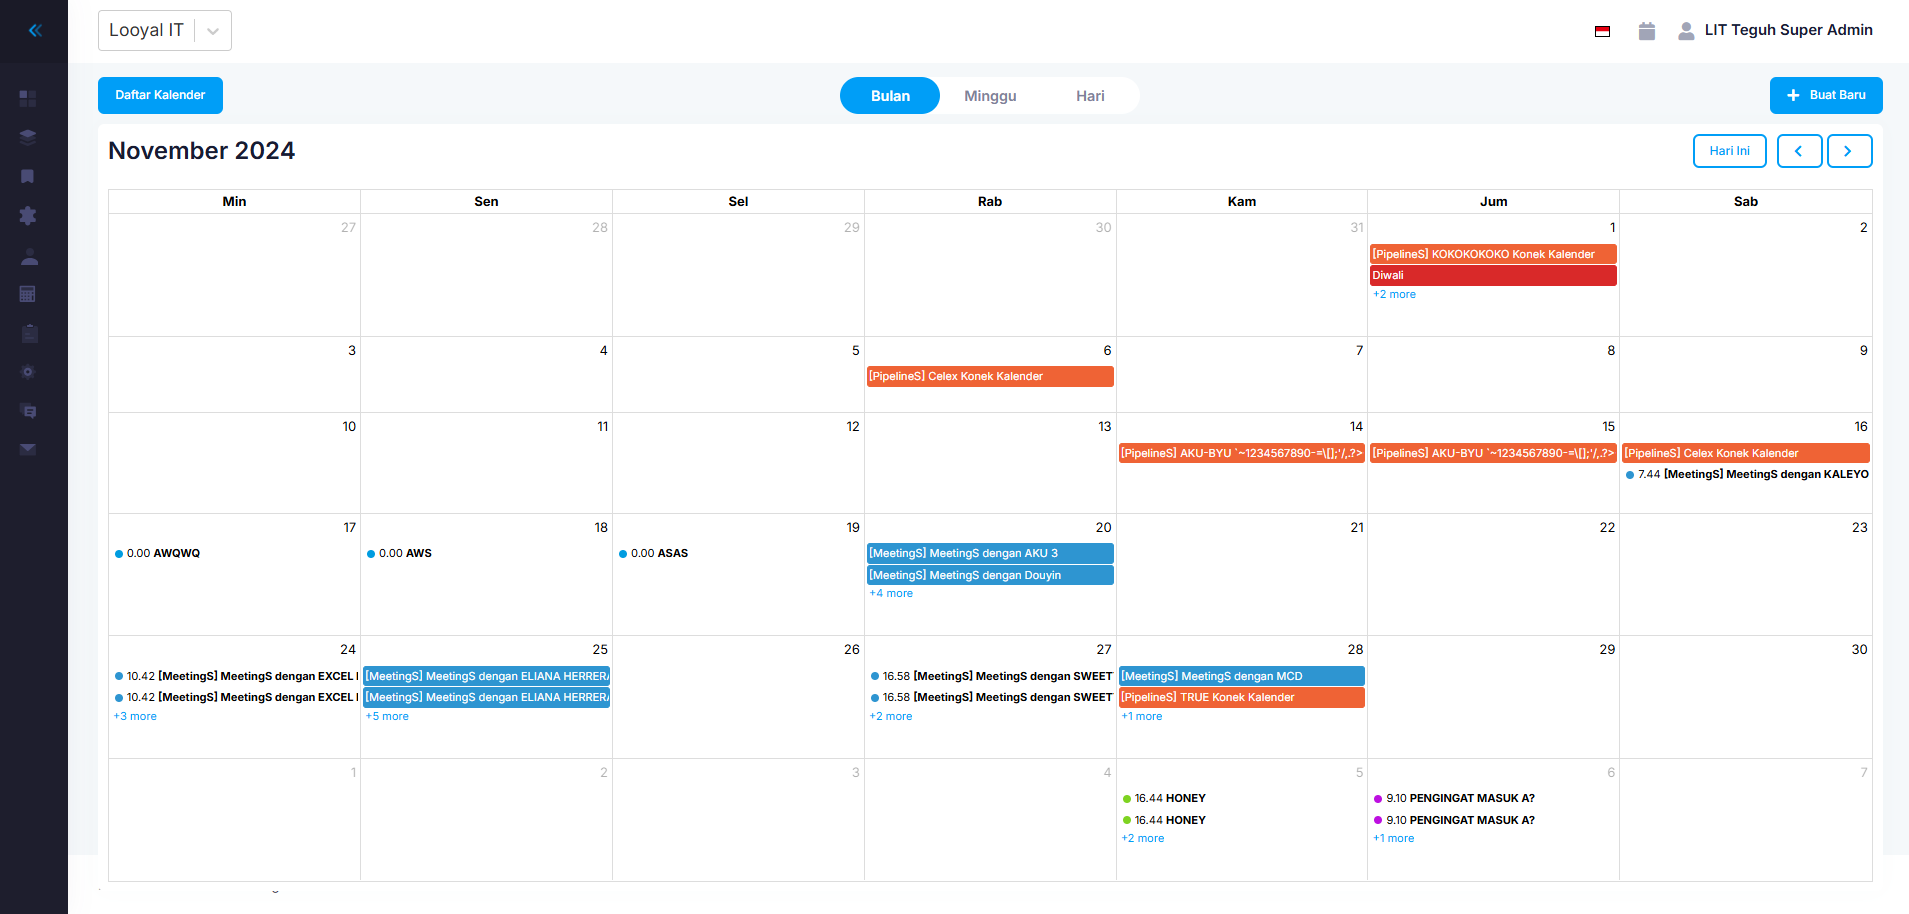 Looyal IT
LIT Teguh Super Admin
Daftar Kalender
Bulan Minggu Hari
Buat Baru
November 2024
Hari Ini
Min Sen Sel Rab Kam Jum Sab
27 28 29 30 31 1 2
[PipelineS] KOKOKOKOKO Konek Kalender
Diwali
+2 more
3 4 5 6 7 8 9
[PipelineS] Celex Konek Kalender
10 11 12 13 14 15 16
[PipelineS] AKU-BYU `~1234567890-=\[];'/,.?> [PipelineS] AKU-BYU `~1234567890-=\[];'/,.?> [PipelineS] Celex Konek Kalender
7.44 [MeetingS] MeetingS dengan KALEYO
17 18 19 20 21 22 23
0.00 AWQWQ 0.00 AWS 0.00 ASAS [MeetingS] MeetingS dengan AKU 3
[MeetingS] MeetingS dengan Douyin
+4 more
24 25 26 27 28 29 30
10.42 [MeetingS] MeetingS dengan EXCEL [MeetingS] MeetingS dengan ELIANA HERRERA 16.58 [MeetingS] MeetingS dengan SWEET [MeetingS] MeetingS dengan MCD
10.42 [MeetingS] MeetingS dengan EXCEL [MeetingS] MeetingS dengan ELIANA HERRERA 16.58 [MeetingS] MeetingS dengan SWEET [PipelineS] TRUE Konek Kalender
+3 more +5 more +2 more +1 more
1 2 3 4 5 6 7
16.44 HONEY 9.10 PENGINGAT MASUK A?
16.44 HONEY 9.10 PENGINGAT MASUK A?
+2 more +1 more